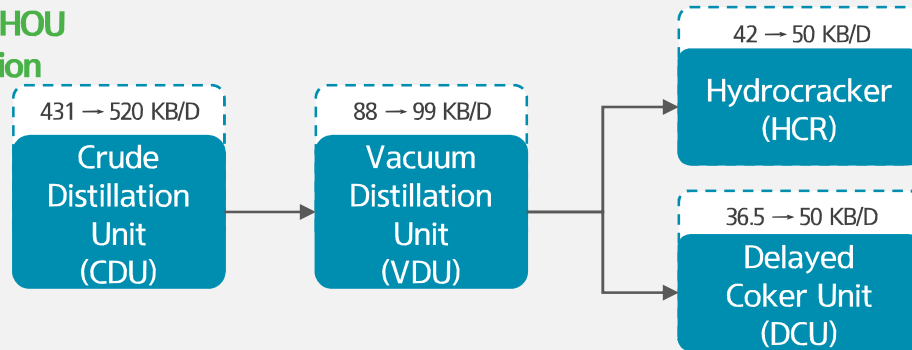 HOU
ion
431 → 520 KB/D
Crude
Distillation
Unit
(CDU)
88 → 99 KB/D
Vacuum
Distillation
Unit
(VDU)
42 → 50 KB/D
Hydrocracker
(HCR)
36.5 → 50 KB/D
Delayed
Coker Unit
(DCU)